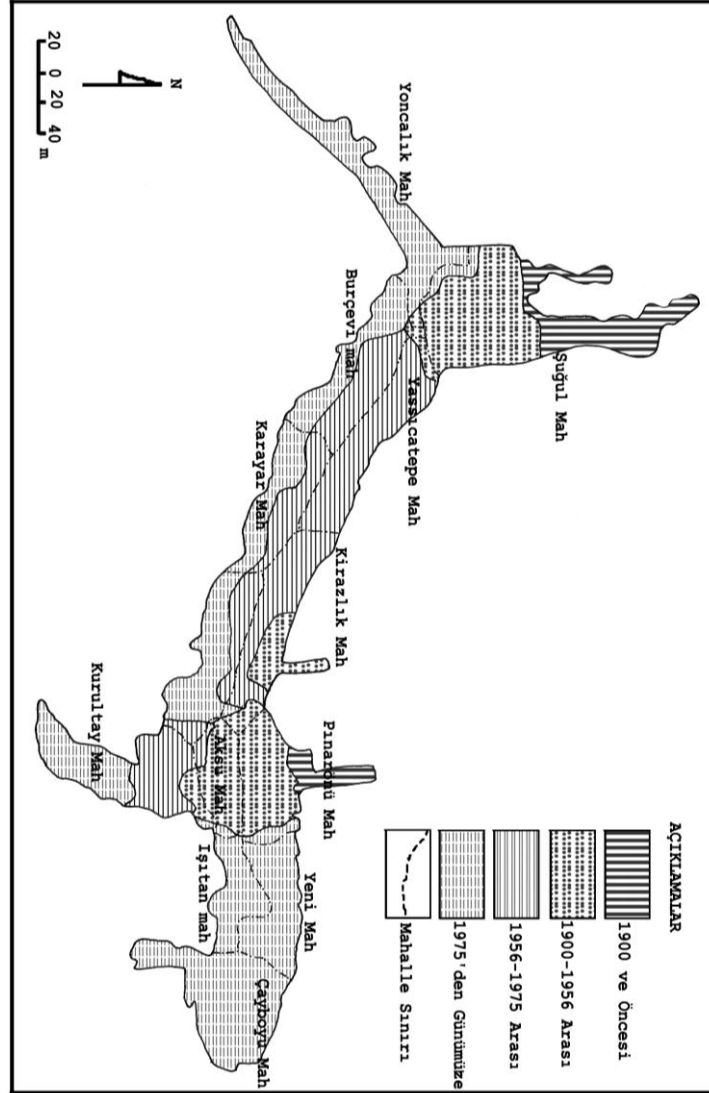 20 0 20 40 m
N
Yoncalık Mah
Burçevi mah
Şuğul Mah
Yassıcatepe Mah
Karayar Mah
Kirazlık Mah
Kurultay Mah
Aksu Mah
Pınarönü Mah
Işıtan mah
Yeni Mah
Çayboyu Mah
AÇIKLAMALAR
1900 ve Öncesi
1900-1956 Arası
1956-1975 Arası
1975'den Günümüze
Mahalle Sınırı